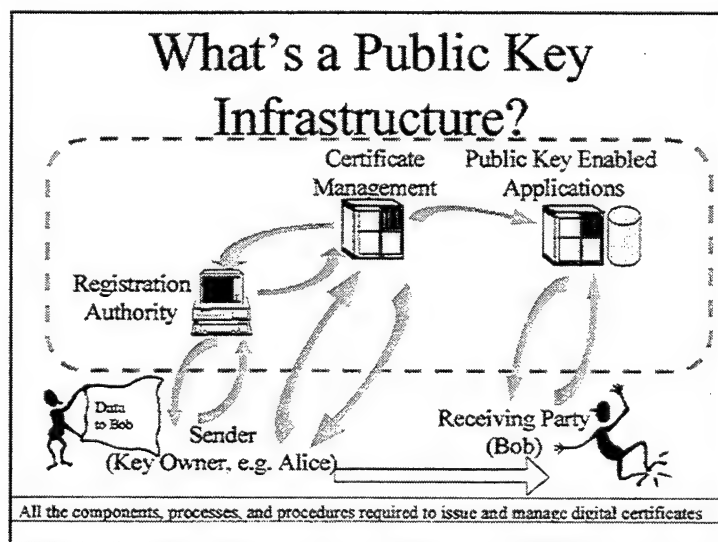 What's a Public Key
Infrastructure?
Certificate
Management
Public Key Enabled
Applications
Registration
Authority
Data
to Bob
Sender
(Key Owner, e.g. Alice)
Receiving Party
(Bob)
All the components, processes, and procedures required to issue and manage digital certificates